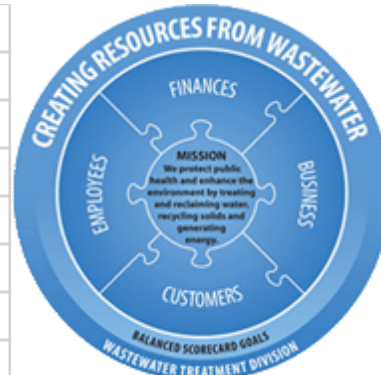 CREATING RESOURCES FROM WASTEWATER
FINANCES
EMPLOYEES
MISSION
We protect public
health and enhance the
environment by treating
and reclaiming water,
recycling solids and
generating
energy.
BUSINESS
CUSTOMERS
BALANCED SCORECARD GOALS
WASTEWATER TREATMENT DIVISION